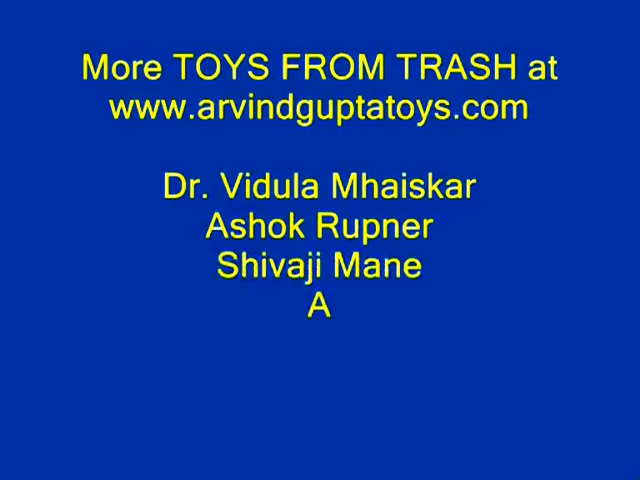 More TOYS FROM TRASH at
www.arvindguptatoys.com
Dr. Vidula Mhaiskar
Ashok Rupner
Shivaji Mane
A